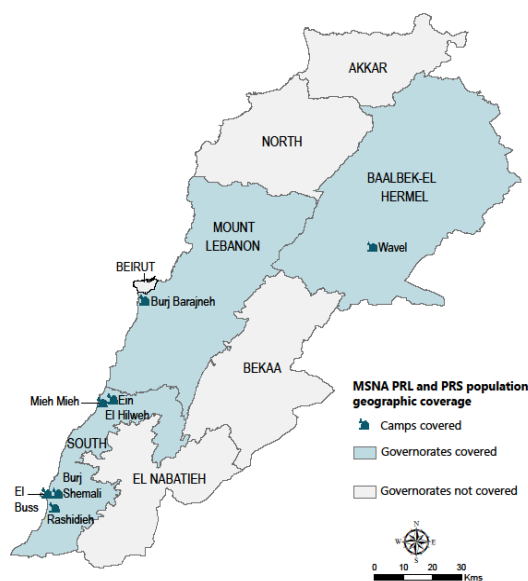 AKKAR
NORTH
BAALBEK-EL
HERMEL
MOUNT
LEBANON
Wavel
BEIRUT
Burj Barajneh
BEKAA
MSNA PRL and PRS population
geographic coverage
Camps covered
Governorates covered
Governorates not covered
Mieh Mieh
Ein
El Hilweh
SOUTH
Burj
Shemali
El
Buss
Rashidieh
EL NABATIEH
N
W
E
S
0 10 20 30
Kms